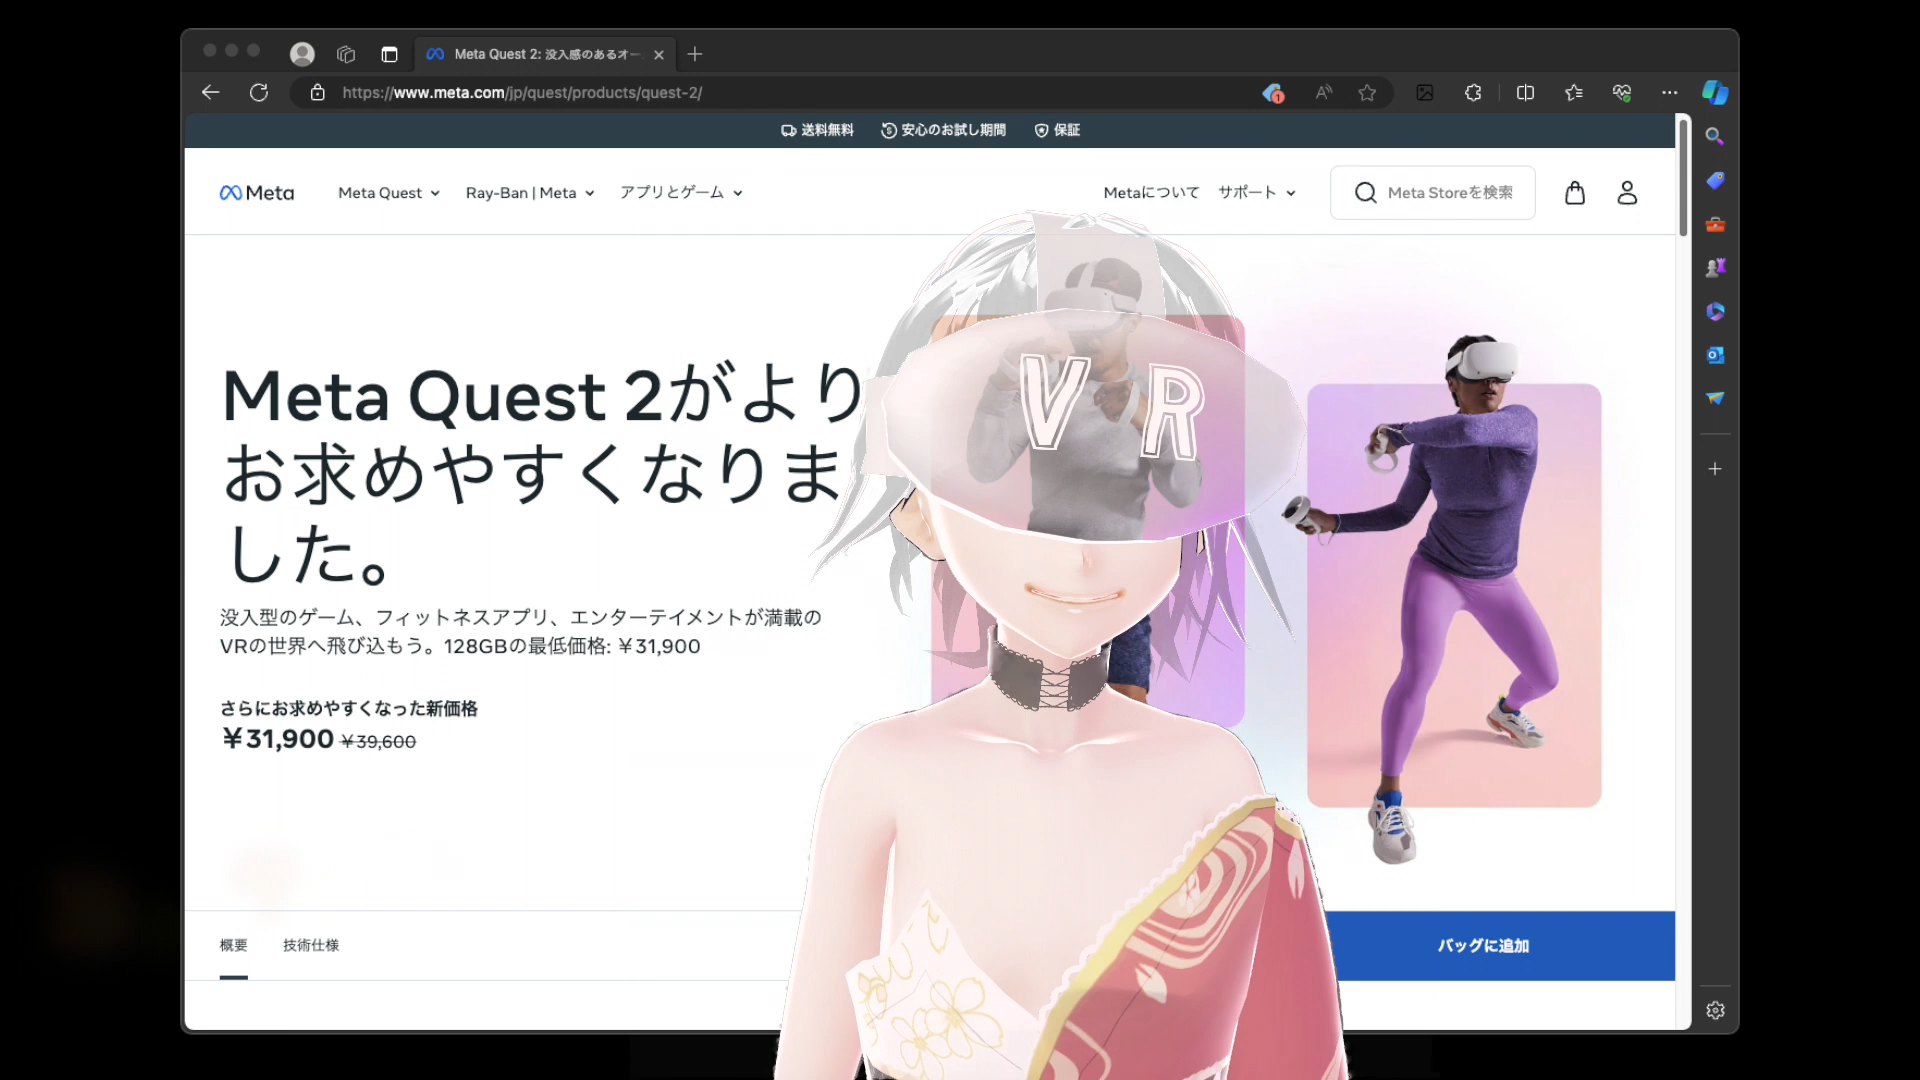 Meta Quest 2: 没入感のあるオー
https://www.meta.com/jp/quest/products/quest-2/
送料無料 安心のお試し期間 保証
Meta Meta Quest Ray-Ban | Meta アプリとゲーム Metaについて サポート Meta Storeを検索
VR
Meta Quest 2がより
お求めやすくなりま
した。
没入型のゲーム、フィットネスアプリ、エンターテイメントが満載の
VRの世界へ飛び込もう。128GBの最低価格: ￥31,900
さらにお求めやすくなった新価格
￥31,900 ￥39,600
概要 技術仕様 バッグに追加